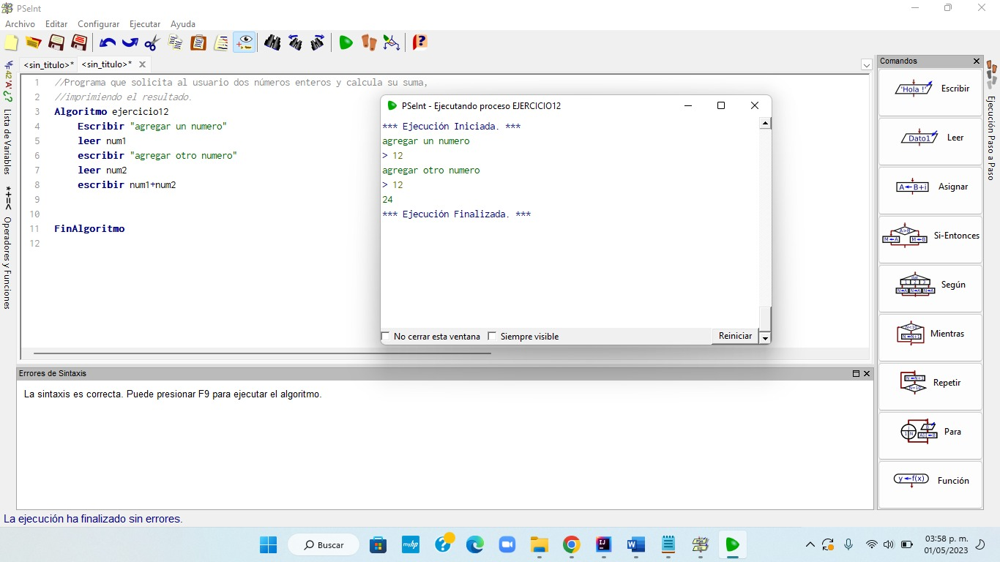 PSeInt
Archivo Editar Configurar Ejecutar Ayuda
<sin_titulo>* <sin_titulo>*
42 'A' ¿? Lista de Variables
*+=< Operadores y Funciones
1 //Programa que solicita al usuario dos números enteros y calcula su suma,
2 //imprimiendo el resultado.
3 Algoritmo ejercicio12
4 Escribir "agregar un numero"
5 leer num1
6 escribir "agregar otro numero"
7 leer num2
8 escribir num1+num2
9
10
11 FinAlgoritmo
12
PSeInt - Ejecutando proceso EJERCICIO12
*** Ejecución Iniciada. ***
agregar un numero
> 12
agregar otro numero
> 12
24
*** Ejecución Finalizada. ***
No cerrar esta ventana Siempre visible Reiniciar
Comandos
'Hola !' Escribir
Dato1 Leer
A←B+i Asignar
A>B M←A M←B Si-Entonces
Según
Mientras
Repetir
Para
y←f(x) Función
Ejecución Paso a Paso
Errores de Sintaxis
La sintaxis es correcta. Puede presionar F9 para ejecutar el algoritmo.
La ejecución ha finalizado sin errores.
Buscar
myhp
IJ
W
03:58 p. m.
01/05/2023